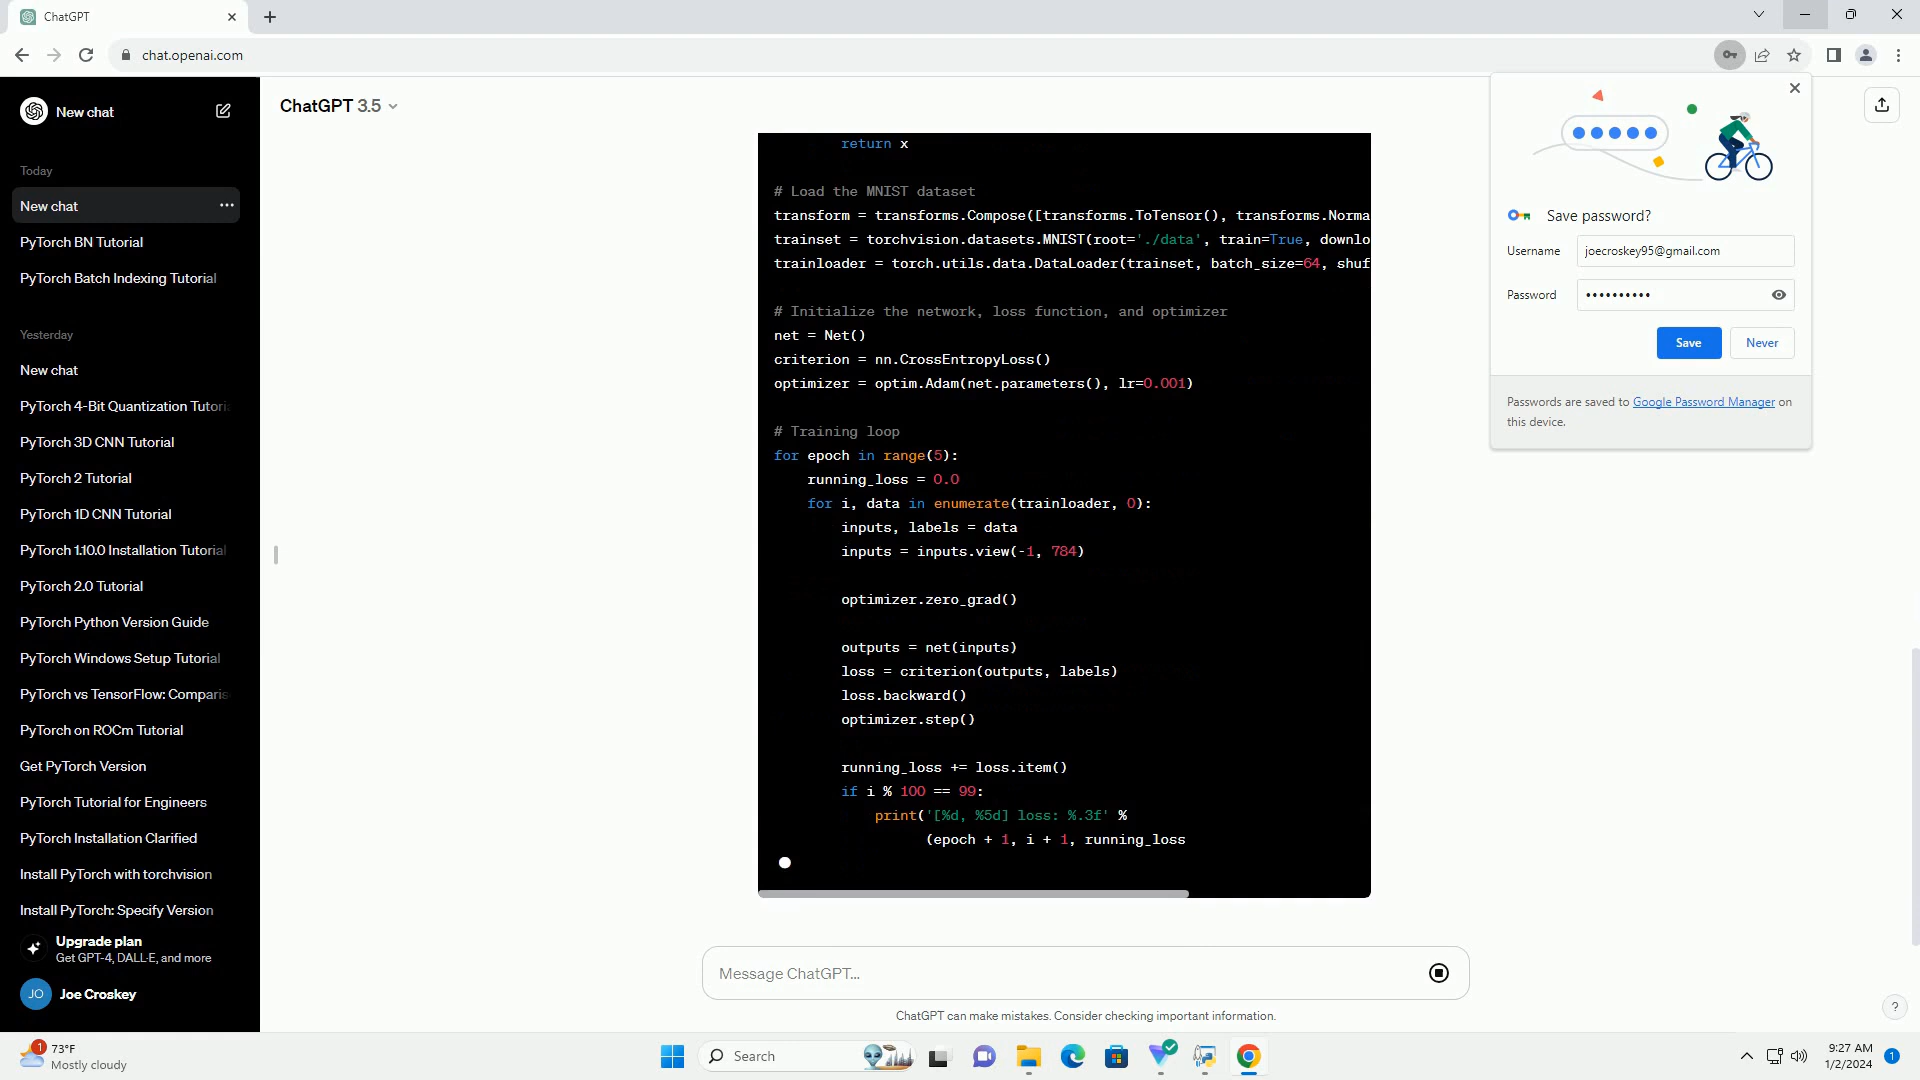 ChatGPT
chat.openai.com
New chat
Today
New chat
PyTorch BN Tutorial
PyTorch Batch Indexing Tutorial
Yesterday
New chat
PyTorch 4-Bit Quantization Tutori
PyTorch 3D CNN Tutorial
PyTorch 2 Tutorial
PyTorch 1D CNN Tutorial
PyTorch 1.10.0 Installation Tutorial
PyTorch 2.0 Tutorial
PyTorch Python Version Guide
PyTorch Windows Setup Tutorial
PyTorch vs TensorFlow: Comparis
PyTorch on ROCm Tutorial
Get PyTorch Version
PyTorch Tutorial for Engineers
PyTorch Installation Clarified
Install PyTorch with torchvision
Install PyTorch: Specify Version
Upgrade plan
Get GPT-4, DALL·E, and more
JO Joe Croskey
ChatGPT 3.5
return x
# Load the MNIST dataset
transform = transforms.Compose([transforms.ToTensor(), transforms.Norma
trainset = torchvision.datasets.MNIST(root='./data', train=True, downlo
trainloader = torch.utils.data.DataLoader(trainset, batch_size=64, shuf
# Initialize the network, loss function, and optimizer
net = Net()
criterion = nn.CrossEntropyLoss()
optimizer = optim.Adam(net.parameters(), lr=0.001)
# Training loop
for epoch in range(5):
running_loss = 0.0
for i, data in enumerate(trainloader, 0):
inputs, labels = data
inputs = inputs.view(-1, 784)
optimizer.zero_grad()
outputs = net(inputs)
loss = criterion(outputs, labels)
loss.backward()
optimizer.step()
running_loss += loss.item()
if i % 100 == 99:
print('[%d, %5d] loss: %.3f' %
(epoch + 1, i + 1, running_loss
Message ChatGPT...
ChatGPT can make mistakes. Consider checking important information.
Save password?
Username joecroskey95@gmail.com
Password ••••••••••
Save Never
Passwords are saved to Google Password Manager on
this device.
?
1
73°F
Mostly cloudy
Search
9:27 AM
1/2/2024
1